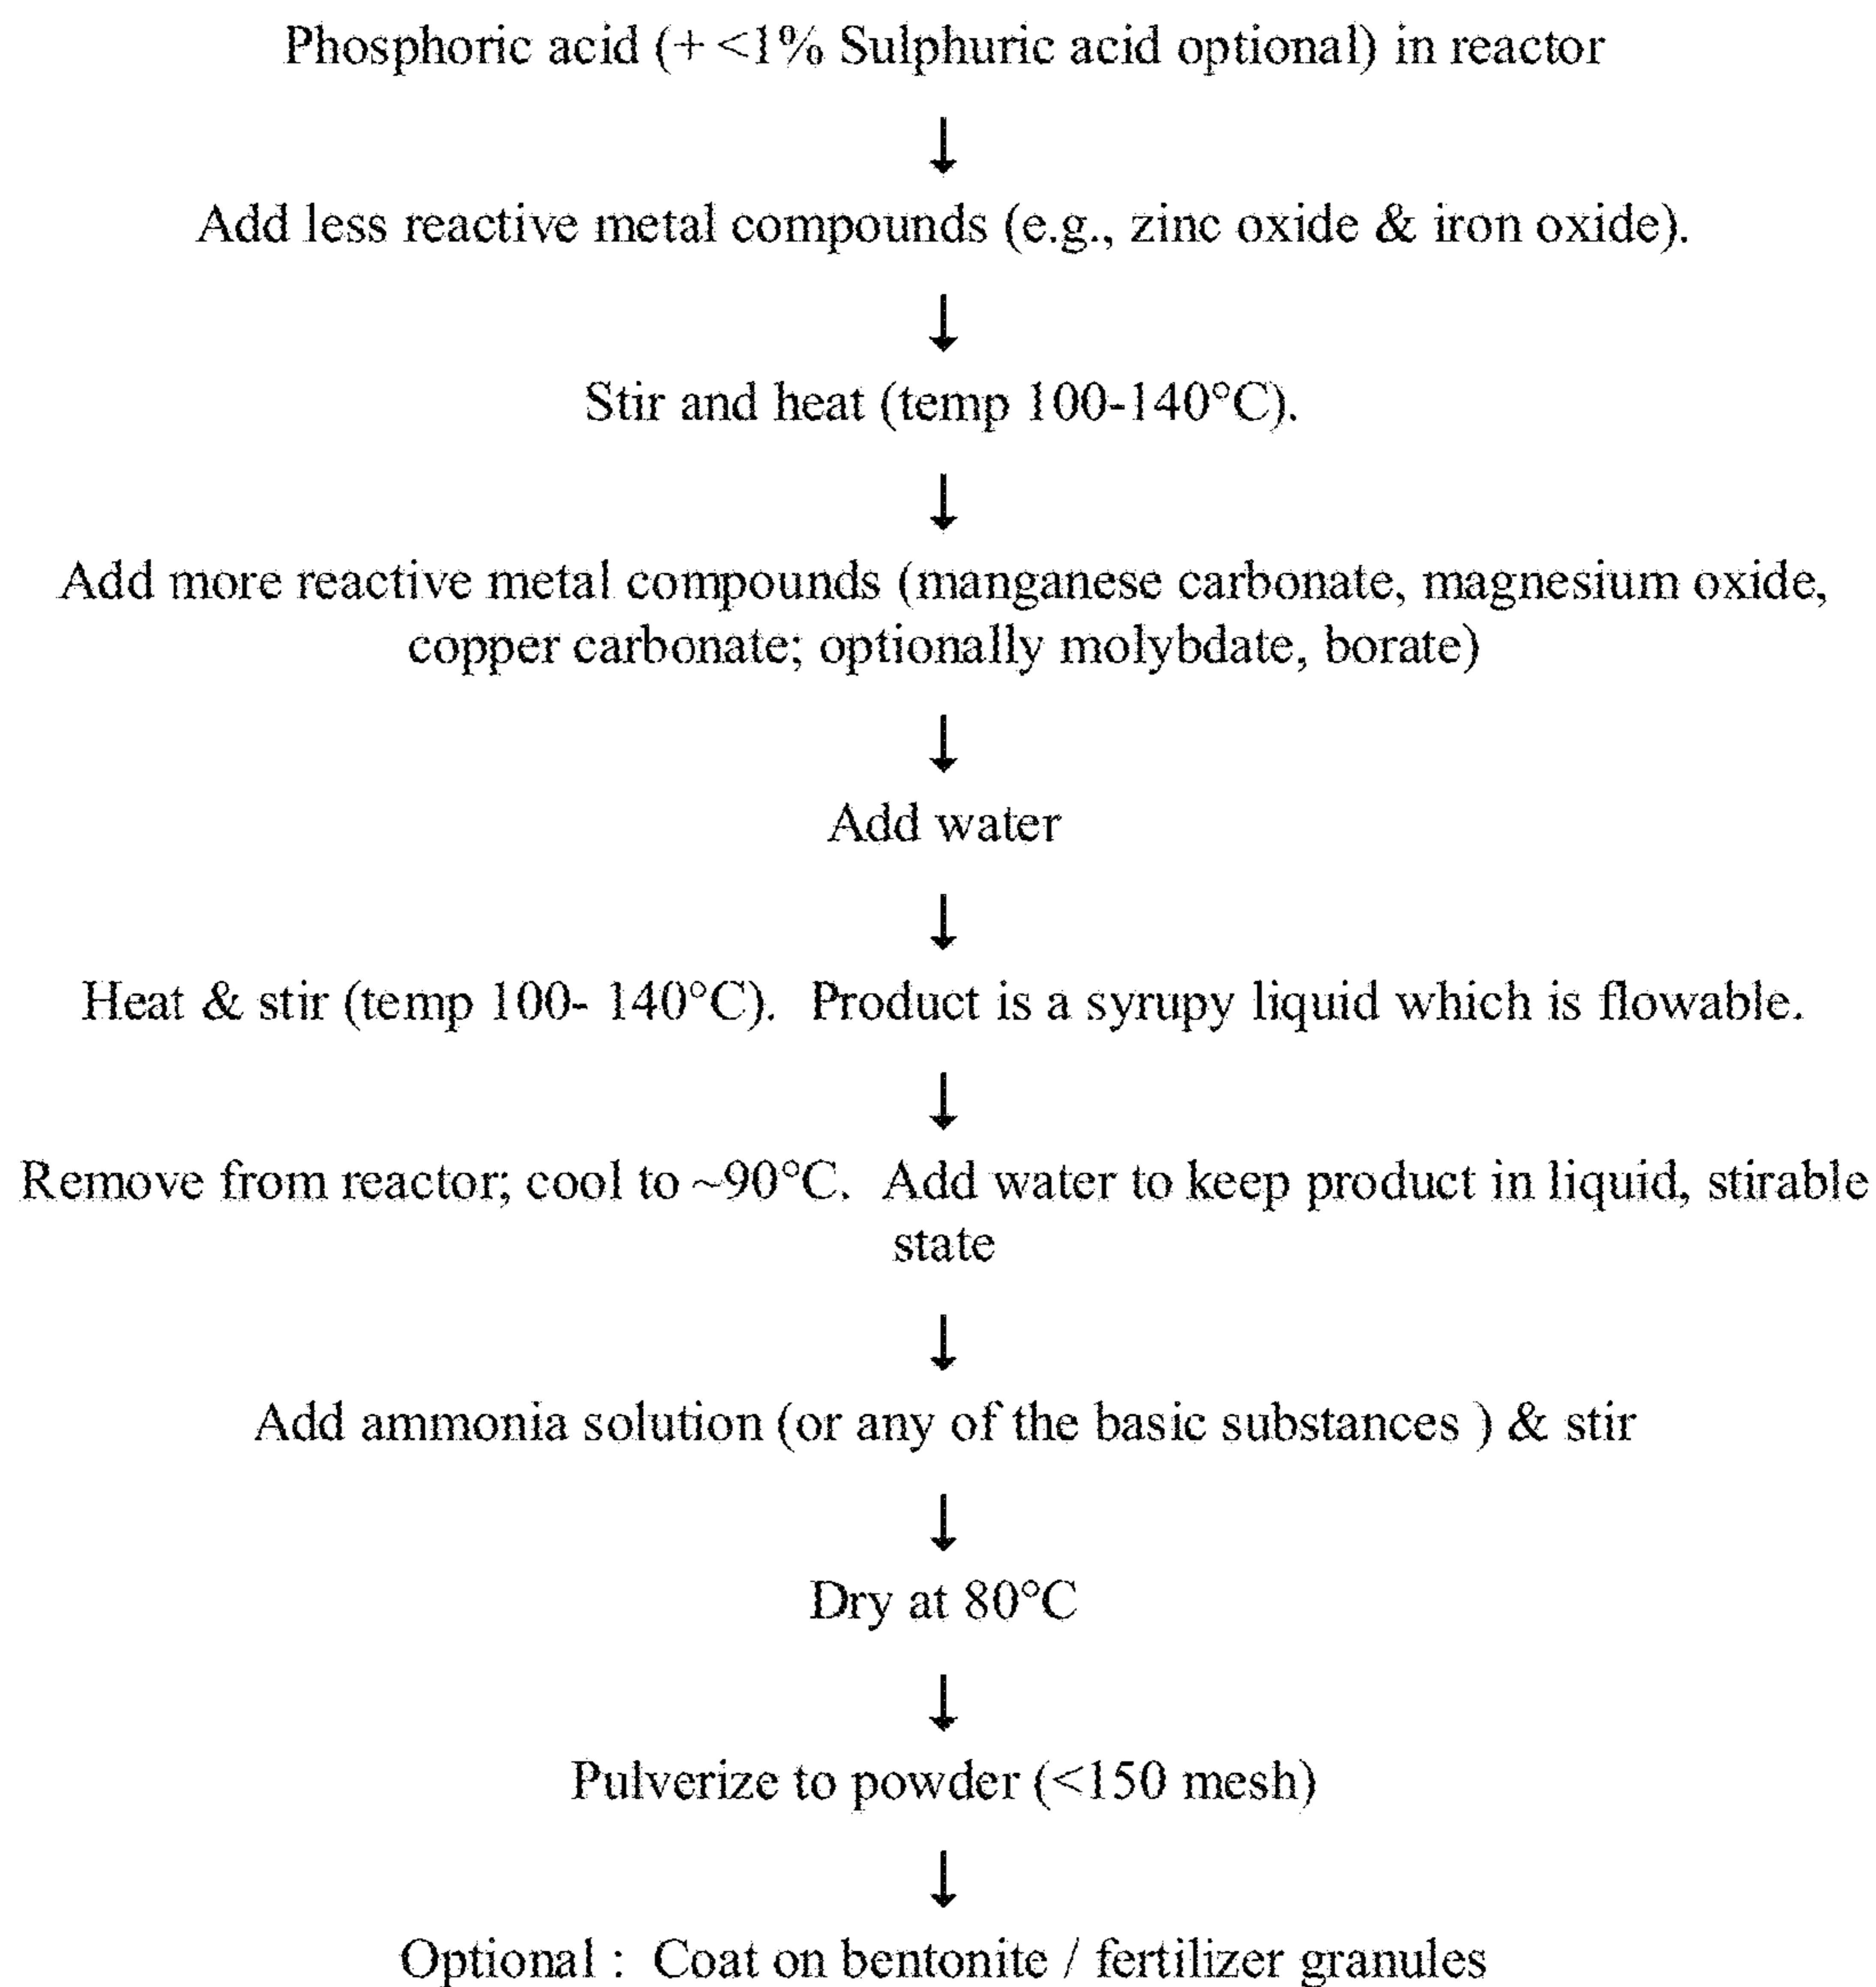 Phosphoric acid (+ <1% Sulphuric acid optional) in reactor
↓
Add less reactive metal compounds (e.g., zinc oxide & iron oxide).
↓
Stir and heat (temp 100-140°C).
↓
Add more reactive metal compounds (manganese carbonate, magnesium oxide,
copper carbonate; optionally molybdate, borate)
↓
Add water
↓
Heat & stir (temp 100- 140°C).  Product is a syrupy liquid which is flowable.
↓
Remove from reactor; cool to ~90°C.  Add water to keep product in liquid, stirable
state
↓
Add ammonia solution (or any of the basic substances ) & stir
↓
Dry at 80°C
↓
Pulverize to powder (<150 mesh)
↓
Optional :  Coat on bentonite / fertilizer granules